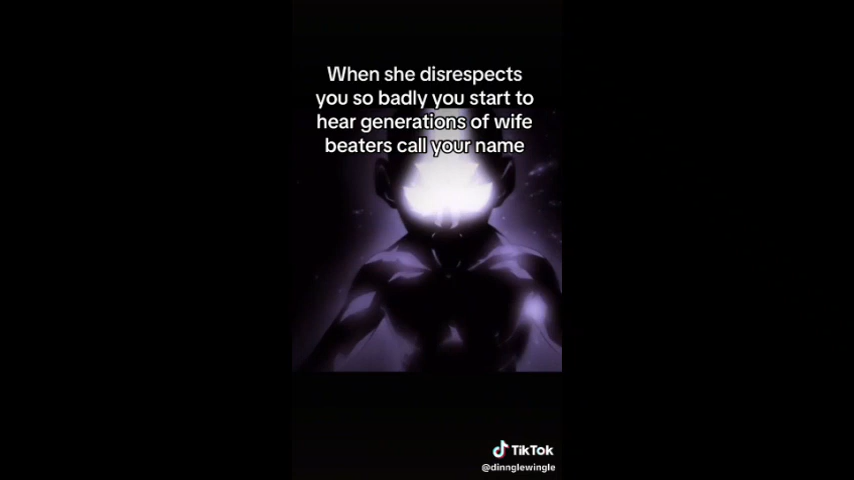 When she disrespects
you so badly you start to
hear generations of wife
beaters call your name
TikTok
@dinnglewingle